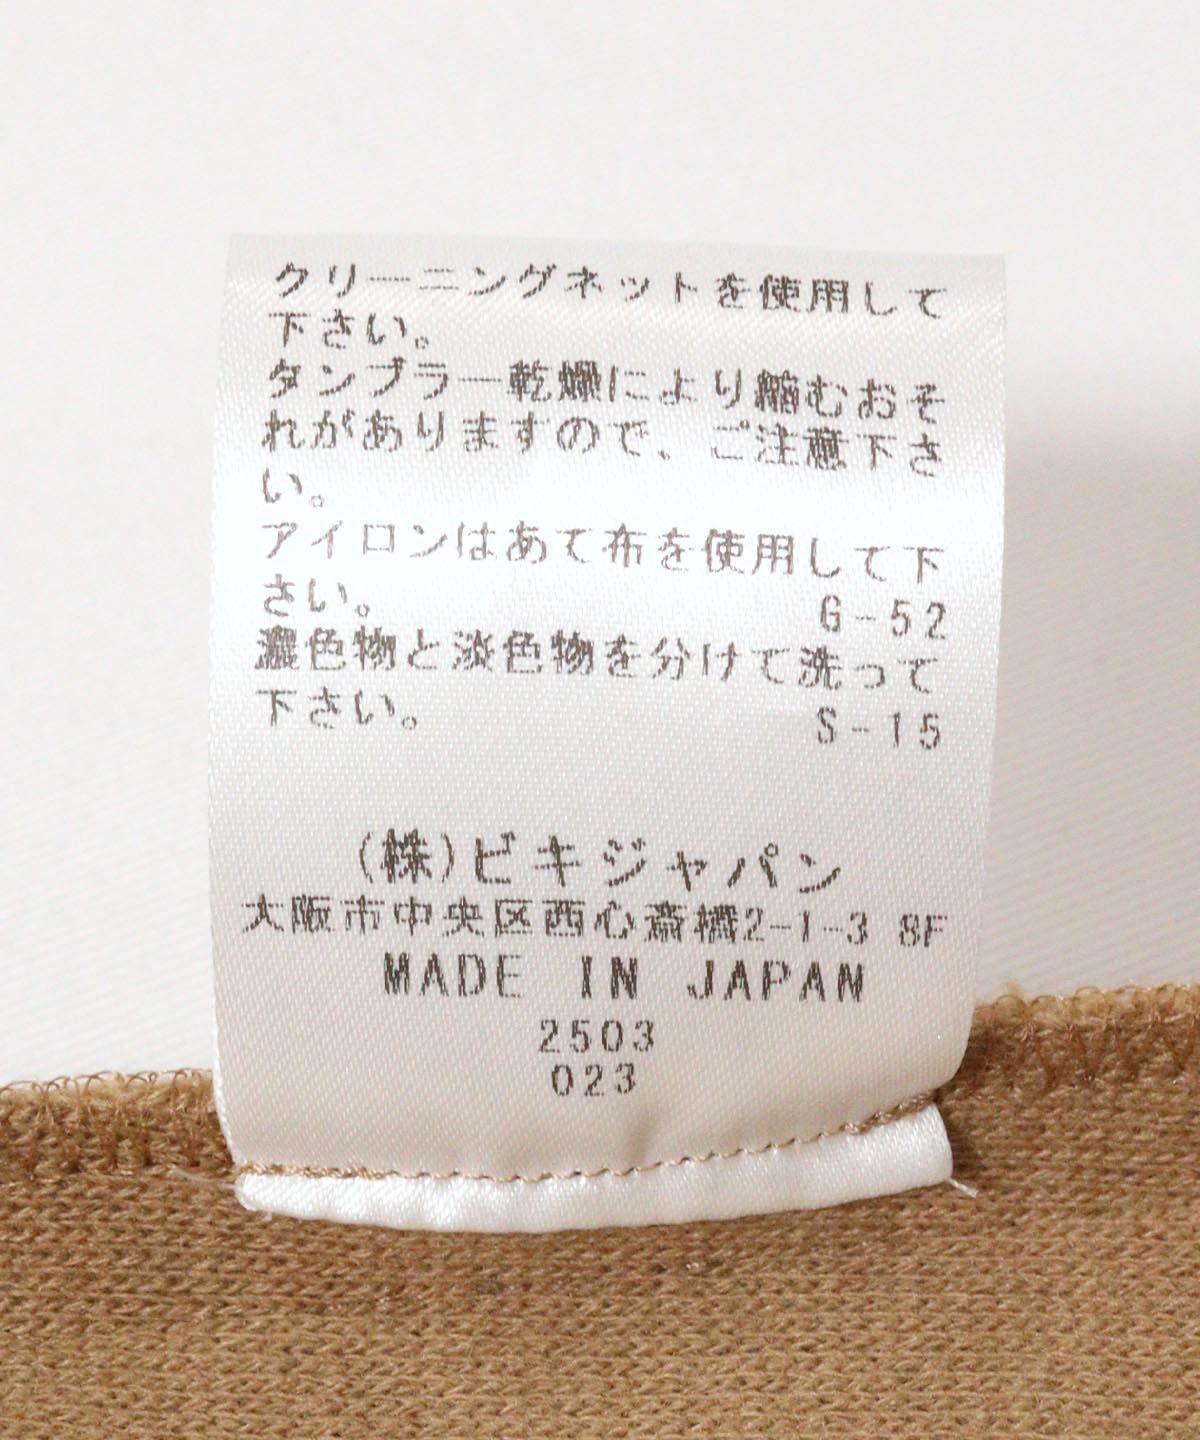 クリーニングネットを使用して
下さい。
タンブラー乾燥により縮むおそ
れがありますので、ご注意下さ
い。
アイロンはあて布を使用して下
さい。 G-52
濃色物と淡色物を分けて洗って
下さい。 S-15
(株)ビキジャパン
大阪市中央区西心斎橋2-1-3 8F
MADE IN JAPAN
2503
023